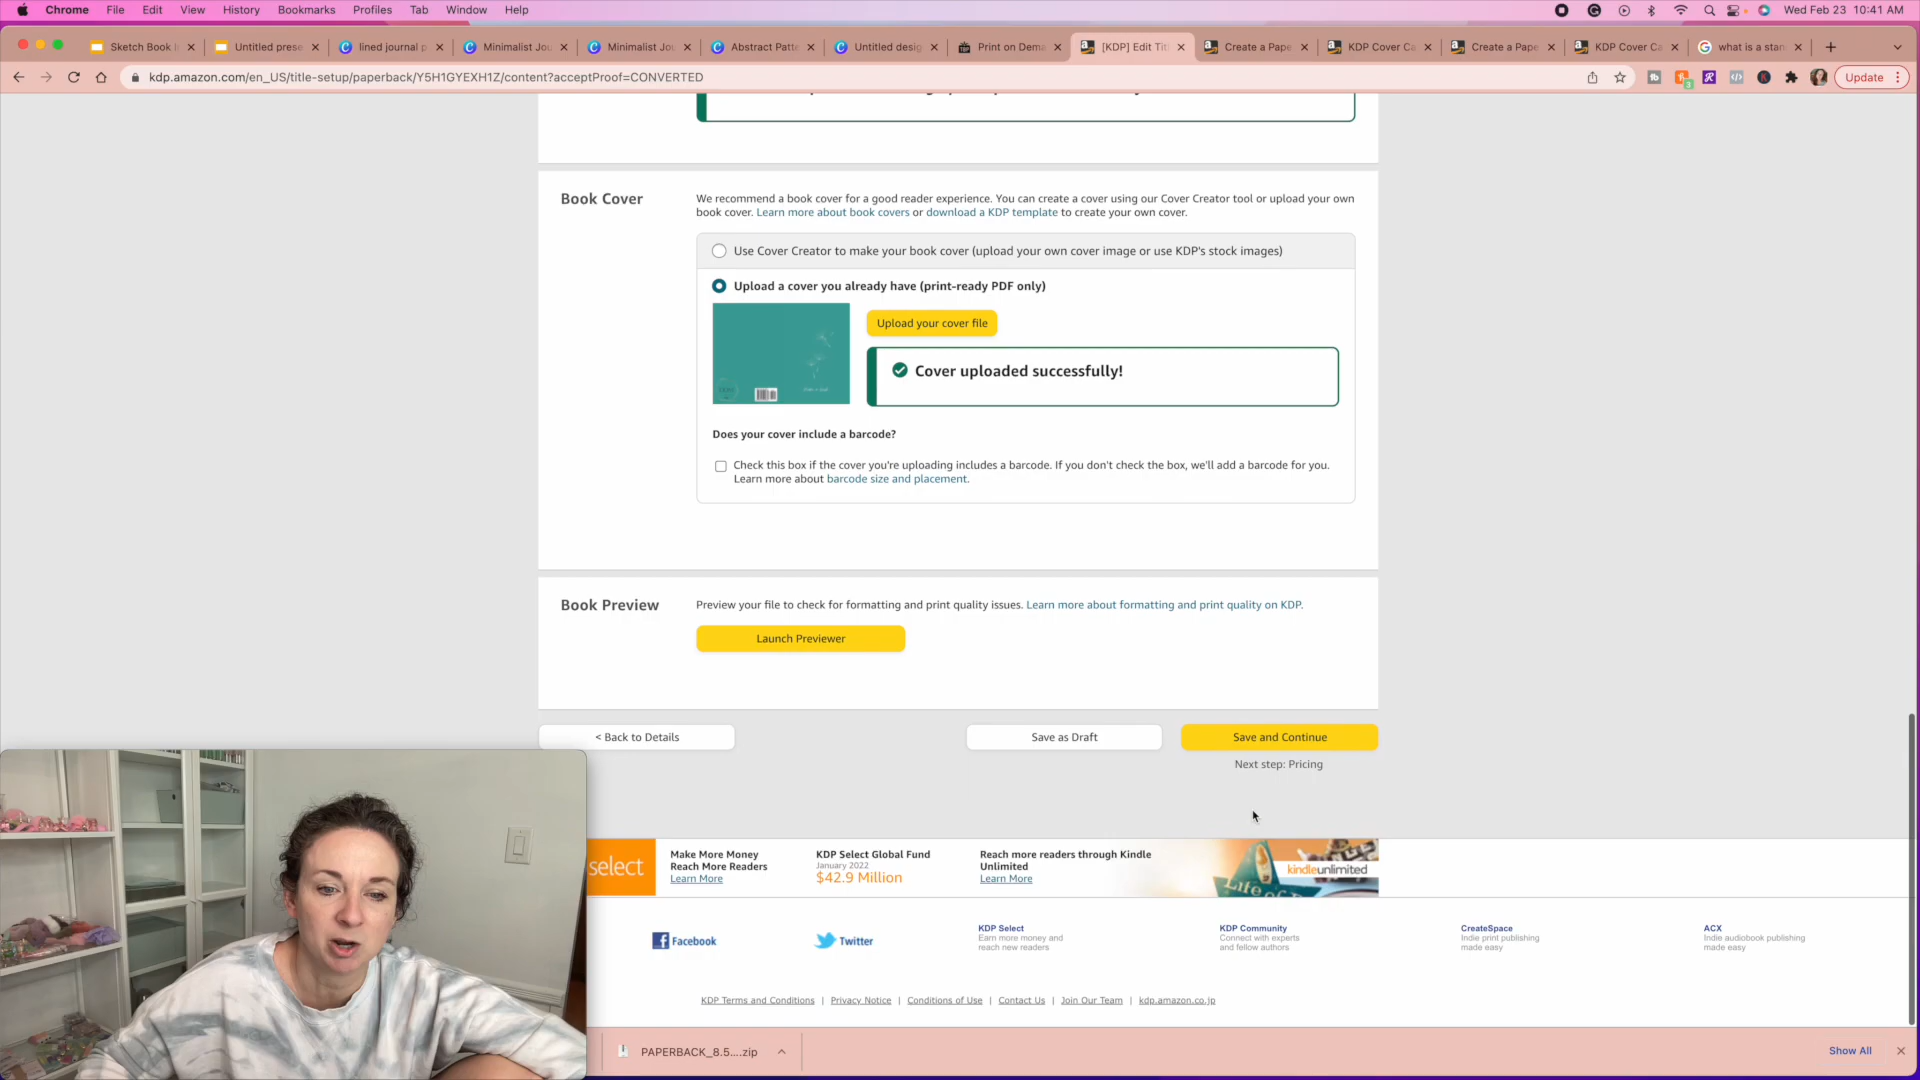 Chrome File Edit View History Bookmarks Profiles Tab Window Help Wed Feb 23 10:41 AM
Sketch Book Untitled prese lined journal p Minimalist Jou Minimalist Jou Abstract Patte Untitled desig Print on Dema [KDP] Edit Titl Create a Pape KDP Cover Ca Create a Pape KDP Cover Ca what is a stan
kdp.amazon.com/en_US/title-setup/paperback/Y5H1GYEXH1Z/content?acceptProof=CONVERTED Update
Book Cover
We recommend a book cover for a good reader experience. You can create a cover using our Cover Creator tool or upload your own
book cover. Learn more about book covers or download a KDP template to create your own cover.
Use Cover Creator to make your book cover (upload your own cover image or use KDP's stock images)
Upload a cover you already have (print-ready PDF only)
Upload your cover file
Cover uploaded successfully!
Does your cover include a barcode?
Check this box if the cover you're uploading includes a barcode. If you don't check the box, we'll add a barcode for you.
Learn more about barcode size and placement.
Book Preview
Preview your file to check for formatting and print quality issues. Learn more about formatting and print quality on KDP.
Launch Previewer
< Back to Details Save as Draft Save and Continue
Next step: Pricing
select
Make More Money
Reach More Readers
Learn More
KDP Select Global Fund
January 2022
$42.9 Million
Reach more readers through Kindle
Unlimited
Learn More
kindleunlimited
Facebook
Twitter
KDP Select
Earn more money and
reach new readers
KDP Community
Connect with experts
and fellow authors
CreateSpace
Indie print publishing
made easy
ACX
Indie audiobook publishing
made easy
KDP Terms and Conditions | Privacy Notice | Conditions of Use | Contact Us | Join Our Team | kdp.amazon.co.jp
PAPERBACK_8.5....zip Show All